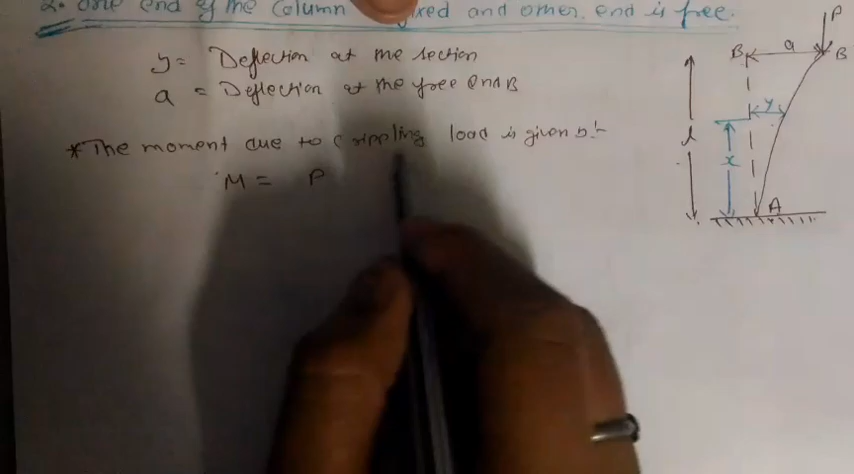 2. one end of the column fixed and other end is free.
y = Deflection at the section
a = Deflection at the free end B
*The moment due to crippling load is given by:-
M = P
P
B a B
y
l
x
A